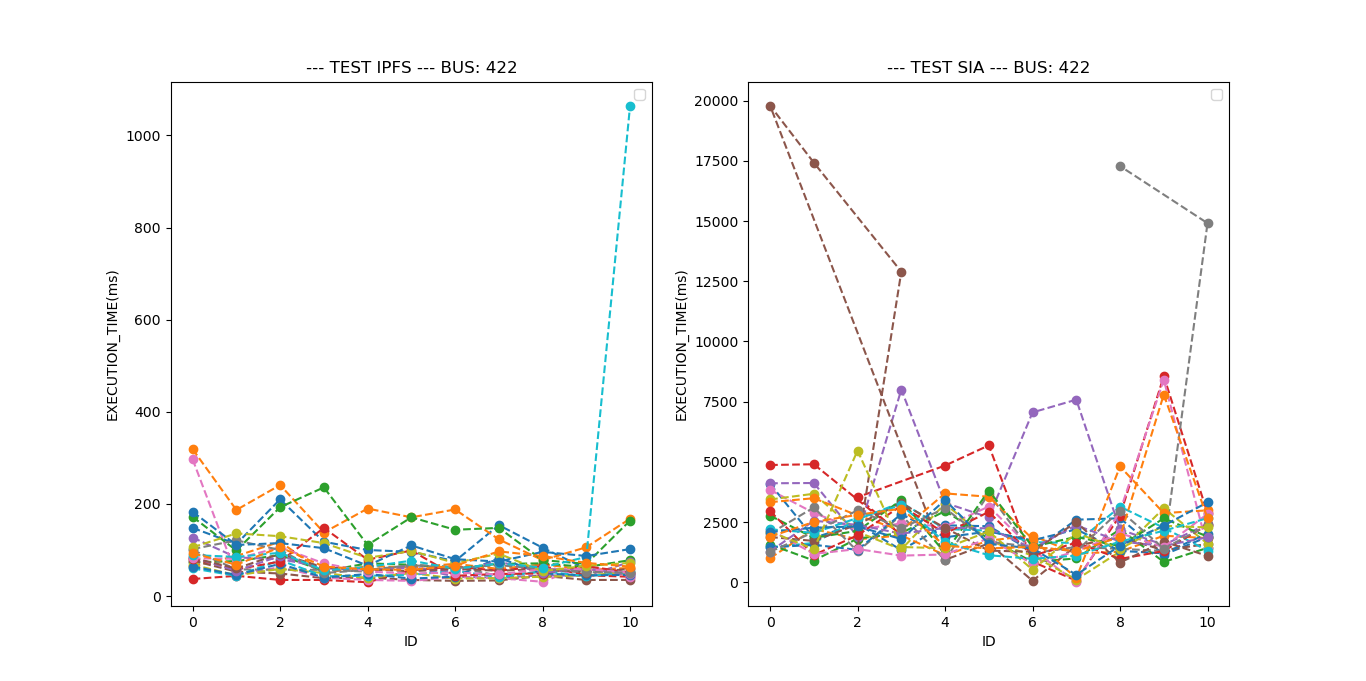 --- TEST IPFS --- BUS: 422
1000
800
600
400
200
0
EXECUTION_TIME(ms)
0 2 4 6 8 10
ID
--- TEST SIA --- BUS: 422
20000
17500
15000
12500
10000
7500
5000
2500
0
EXECUTION_TIME(ms)
0 2 4 6 8 10
ID